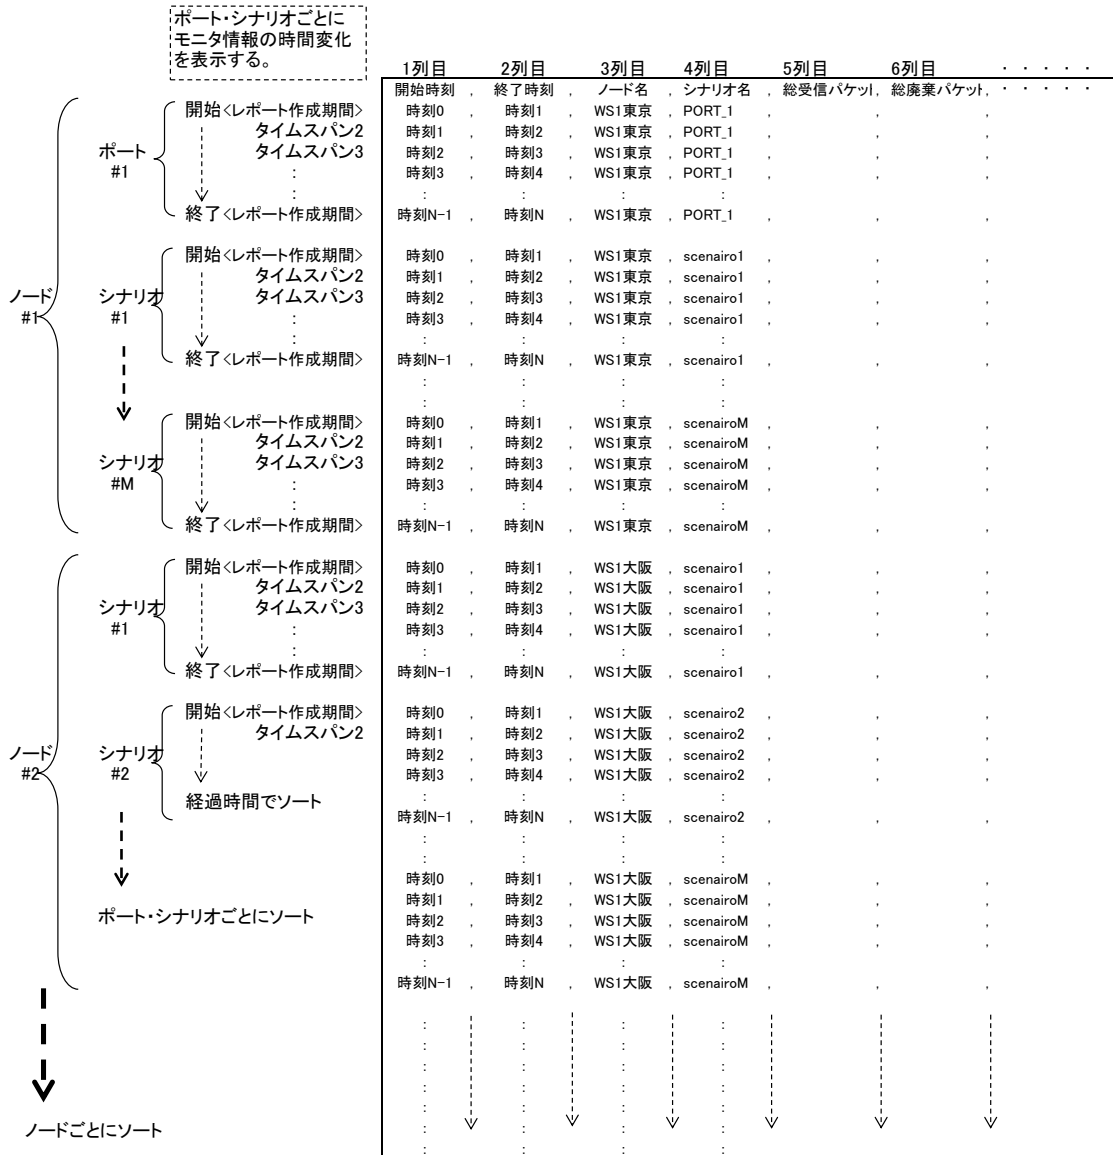 ポート・シナリオごとに
モニタ情報の時間変化
を表示する。
1列目 2列目 3列目 4列目 5列目 6列目 ・ ・ ・ ・ ・
開始時刻 , 終了時刻 , ノード名 , シナリオ名 , 総受信パケット, 総廃棄パケット, ・ ・ ・ ・ ・
開始<レポート作成期間> 時刻0 , 時刻1 , WS1東京 , PORT_1 , , ,
タイムスパン2 時刻1 , 時刻2 , WS1東京 , PORT_1 , , ,
ポート #1 タイムスパン3 時刻2 , 時刻3 , WS1東京 , PORT_1 , , ,
: 時刻3 , 時刻4 , WS1東京 , PORT_1 , , ,
: : : : :
終了<レポート作成期間> 時刻N-1 , 時刻N , WS1東京 , PORT_1 , , ,
開始<レポート作成期間> 時刻0 , 時刻1 , WS1東京 , scenairo1 , , ,
タイムスパン2 時刻1 , 時刻2 , WS1東京 , scenairo1 , , ,
ノード #1 シナリオ #1 タイムスパン3 時刻2 , 時刻3 , WS1東京 , scenairo1 , , ,
: 時刻3 , 時刻4 , WS1東京 , scenairo1 , , ,
: : : : :
終了<レポート作成期間> 時刻N-1 , 時刻N , WS1東京 , scenairo1 , , ,
: : : :
: : : :
開始<レポート作成期間> 時刻0 , 時刻1 , WS1東京 , scenairoM , , ,
タイムスパン2 時刻1 , 時刻2 , WS1東京 , scenairoM , , ,
シナリオ #M タイムスパン3 時刻2 , 時刻3 , WS1東京 , scenairoM , , ,
: 時刻3 , 時刻4 , WS1東京 , scenairoM , , ,
: : : : :
終了<レポート作成期間> 時刻N-1 , 時刻N , WS1東京 , scenairoM , , ,
開始<レポート作成期間> 時刻0 , 時刻1 , WS1大阪 , scenairo1 , , ,
タイムスパン2 時刻1 , 時刻2 , WS1大阪 , scenairo1 , , ,
シナリオ #1 タイムスパン3 時刻2 , 時刻3 , WS1大阪 , scenairo1 , , ,
: 時刻3 , 時刻4 , WS1大阪 , scenairo1 , , ,
: : : : :
終了<レポート作成期間> 時刻N-1 , 時刻N , WS1大阪 , scenairo1 , , ,
開始<レポート作成期間> 時刻0 , 時刻1 , WS1大阪 , scenairo2 , , ,
タイムスパン2 時刻1 , 時刻2 , WS1大阪 , scenairo2 , , ,
ノード #2 シナリオ #2 時刻2 , 時刻3 , WS1大阪 , scenairo2 , , ,
時刻3 , 時刻4 , WS1大阪 , scenairo2 , , ,
経過時間でソート : : : :
時刻N-1 , 時刻N , WS1大阪 , scenairo2 , , ,
: : : :
: : : :
時刻0 , 時刻1 , WS1大阪 , scenairoM , , ,
時刻1 , 時刻2 , WS1大阪 , scenairoM , , ,
ポート・シナリオごとにソート 時刻2 , 時刻3 , WS1大阪 , scenairoM , , ,
時刻3 , 時刻4 , WS1大阪 , scenairoM , , ,
: : : :
時刻N-1 , 時刻N , WS1大阪 , scenairoM , , ,
: : : :
: : : :
: : : :
: : : :
: : : :
ノードごとにソート : : : :
: : : :